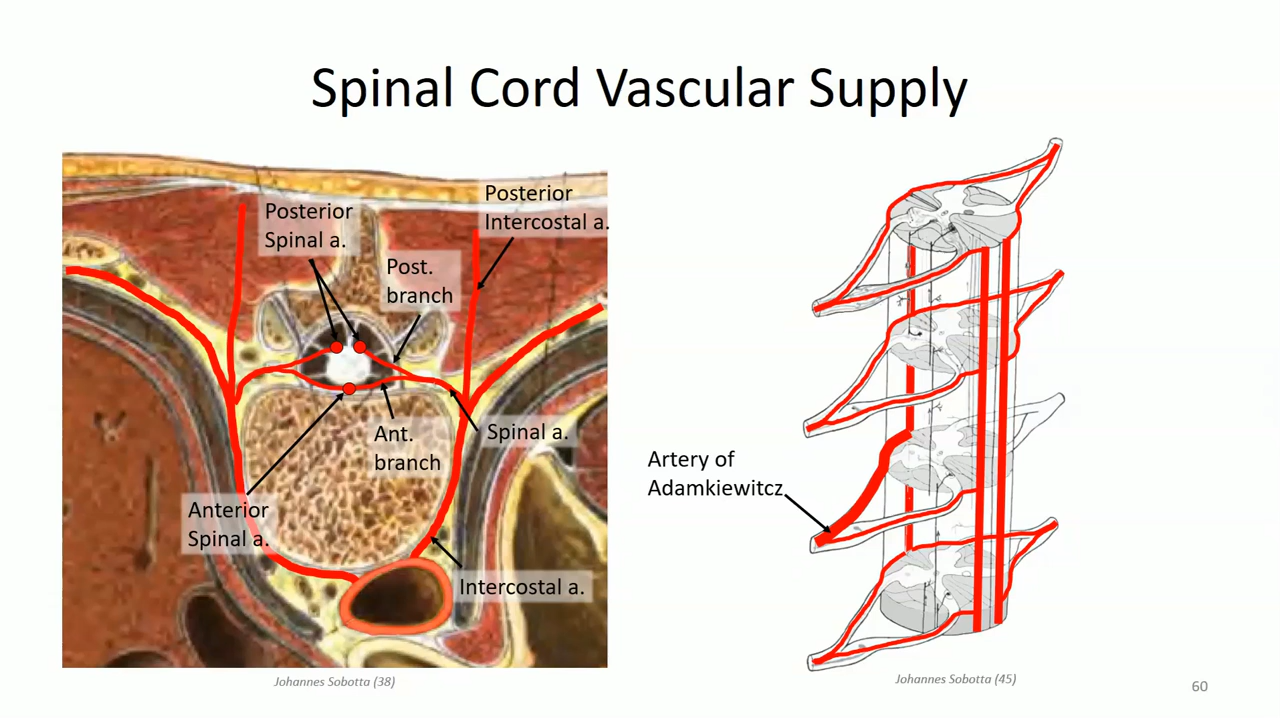 Spinal Cord Vascular Supply
Posterior
Spinal a.
Posterior
Intercostal a.
Post.
branch
Ant.
branch
Spinal a.
Anterior
Spinal a.
Intercostal a.
Johannes Sobotta (38)
Artery of
Adamkiewitcz
Johannes Sobotta (45)
60